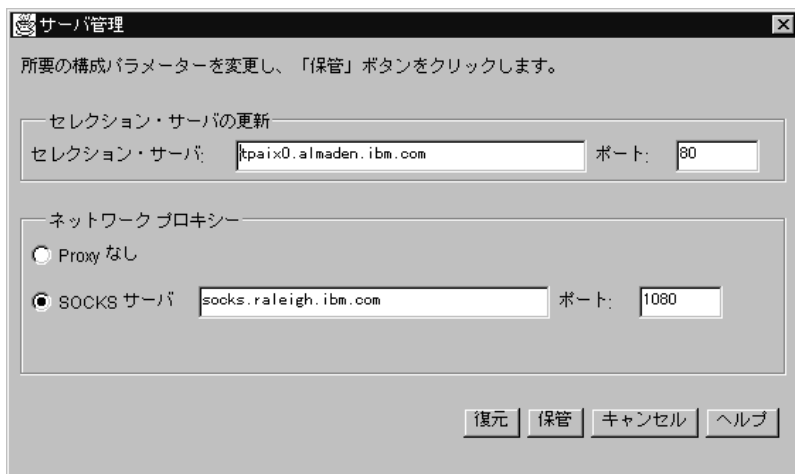 サーバ管理
所要の構成パラメーターを変更し、「保管」ボタンをクリックします。
セレクション・サーバの更新
セレクション・サーバ: tpaix0.almaden.ibm.com ポート: 80
ネットワーク プロキシー
Proxy なし
SOCKS サーバ socks.raleigh.ibm.com ポート: 1080
復元 保管 キャンセル ヘルプ